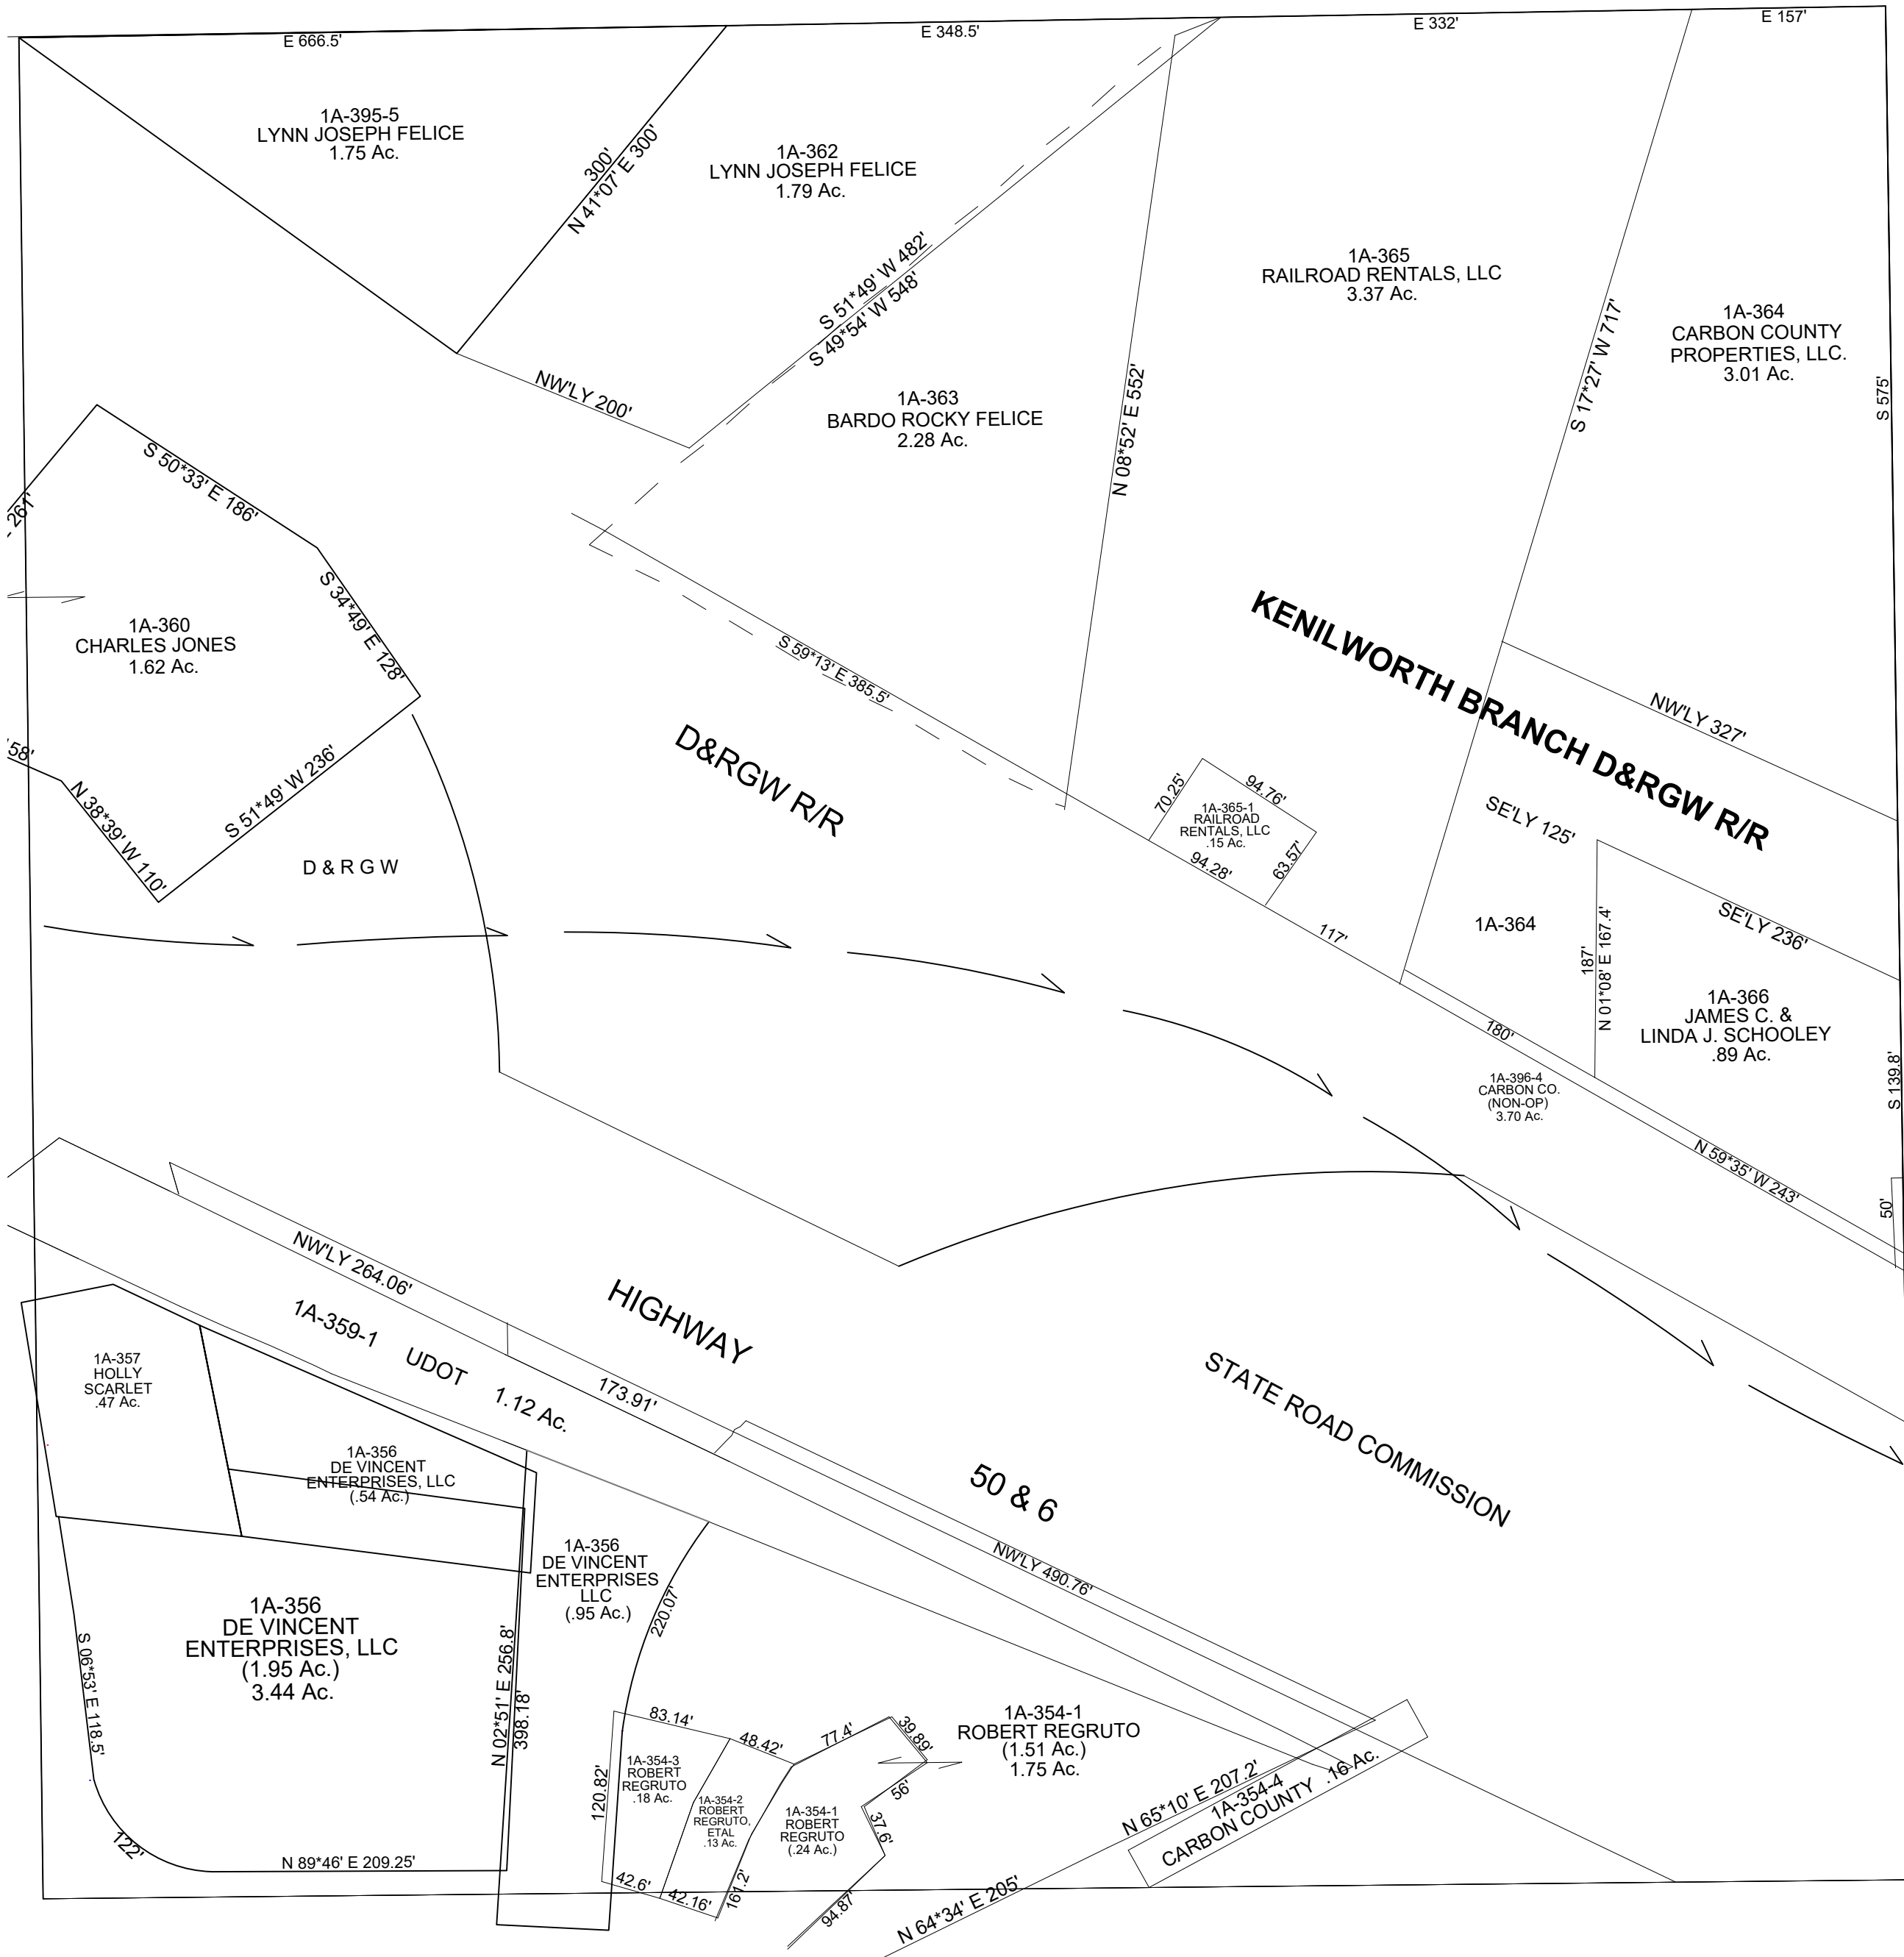 E 666.5'
E 348.5'
E 332'
E 157'
1A-395-5
LYNN JOSEPH FELICE
1.75 Ac.
300'
N 41*07' E 300'
1A-362
LYNN JOSEPH FELICE
1.79 Ac.
S 51*49' W 482'
S 49*54' W 548'
1A-365
RAILROAD RENTALS, LLC
3.37 Ac.
1A-364
CARBON COUNTY
PROPERTIES, LLC.
3.01 Ac.
S 17*27' W 717'
S 575'
NW'LY 200'
1A-363
BARDO ROCKY FELICE
2.28 Ac.
N 08*52' E 552'
S 50*33' E 186'
261'
S 34*49' E 128'
1A-360
CHARLES JONES
1.62 Ac.
'58'
N 38*39' W 110'
S 51*49' W 236'
D & R G W
S 59*13' E 385.5'
D&RGW R/R
KENILWORTH BRANCH D&RGW R/R
NW'LY 327'
70.25'
94.76'
1A-365-1
RAILROAD
RENTALS, LLC
.15 Ac.
94.28'
63.57'
SE'LY 125'
117'
1A-364
187'
N 01*08' E 167.4'
SE'LY 236'
1A-366
JAMES C. &
LINDA J. SCHOOLEY
.89 Ac.
180'
1A-396-4
CARBON CO.
(NON-OP)
3.70 Ac.
S 139.8'
N 59*35' W 243'
50'
NW'LY 264.06'
HIGHWAY
1A-359-1 UDOT 1.12 Ac.
173.91'
STATE ROAD COMMISSION
50 & 6
NW'LY 490.76'
1A-357
HOLLY
SCARLET
.47 Ac.
1A-356
DE VINCENT
ENTERPRISES, LLC
(.54 Ac.)
1A-356
DE VINCENT
ENTERPRISES
LLC
(.95 Ac.)
220.07'
1A-356
DE VINCENT
ENTERPRISES, LLC
(1.95 Ac.)
3.44 Ac.
S 06*53' E 118.5'
N 02*51' E 256.8'
398.18'
122'
N 89*46' E 209.25'
83.14'
48.42'
77.4'
39.89'
1A-354-3
ROBERT
REGRUTO
.18 Ac.
120.82'
1A-354-2
ROBERT
REGRUTO,
ETAL
.13 Ac.
1A-354-1
ROBERT
REGRUTO
(.24 Ac.)
56'
37.6'
42.6'
42.16'
161.2'
94.87'
1A-354-1
ROBERT REGRUTO
(1.51 Ac.)
1.75 Ac.
N 65*10' E 207.2'
1A-354-4
CARBON COUNTY .16 Ac.
N 64*34' E 205'